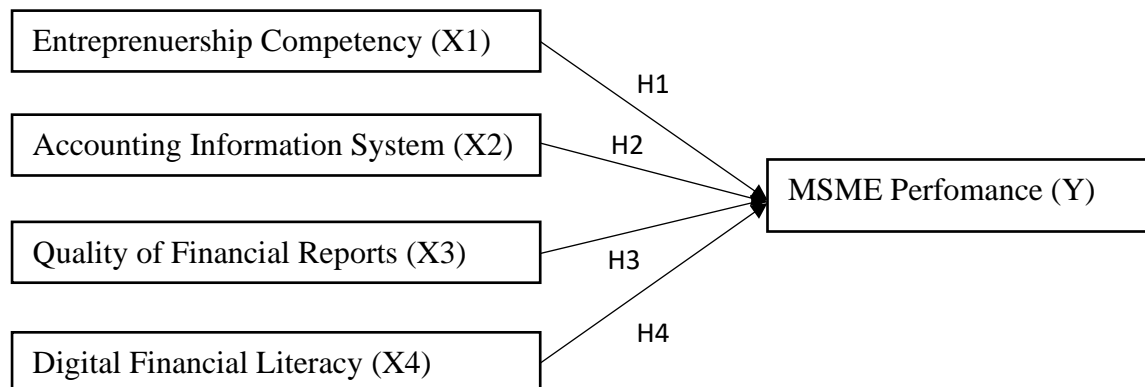 Entreprenuership Competency (X1)
H1
Accounting Information System (X2)
H2
MSME Perfomance (Y)
Quality of Financial Reports (X3)
H3
H4
Digital Financial Literacy (X4)